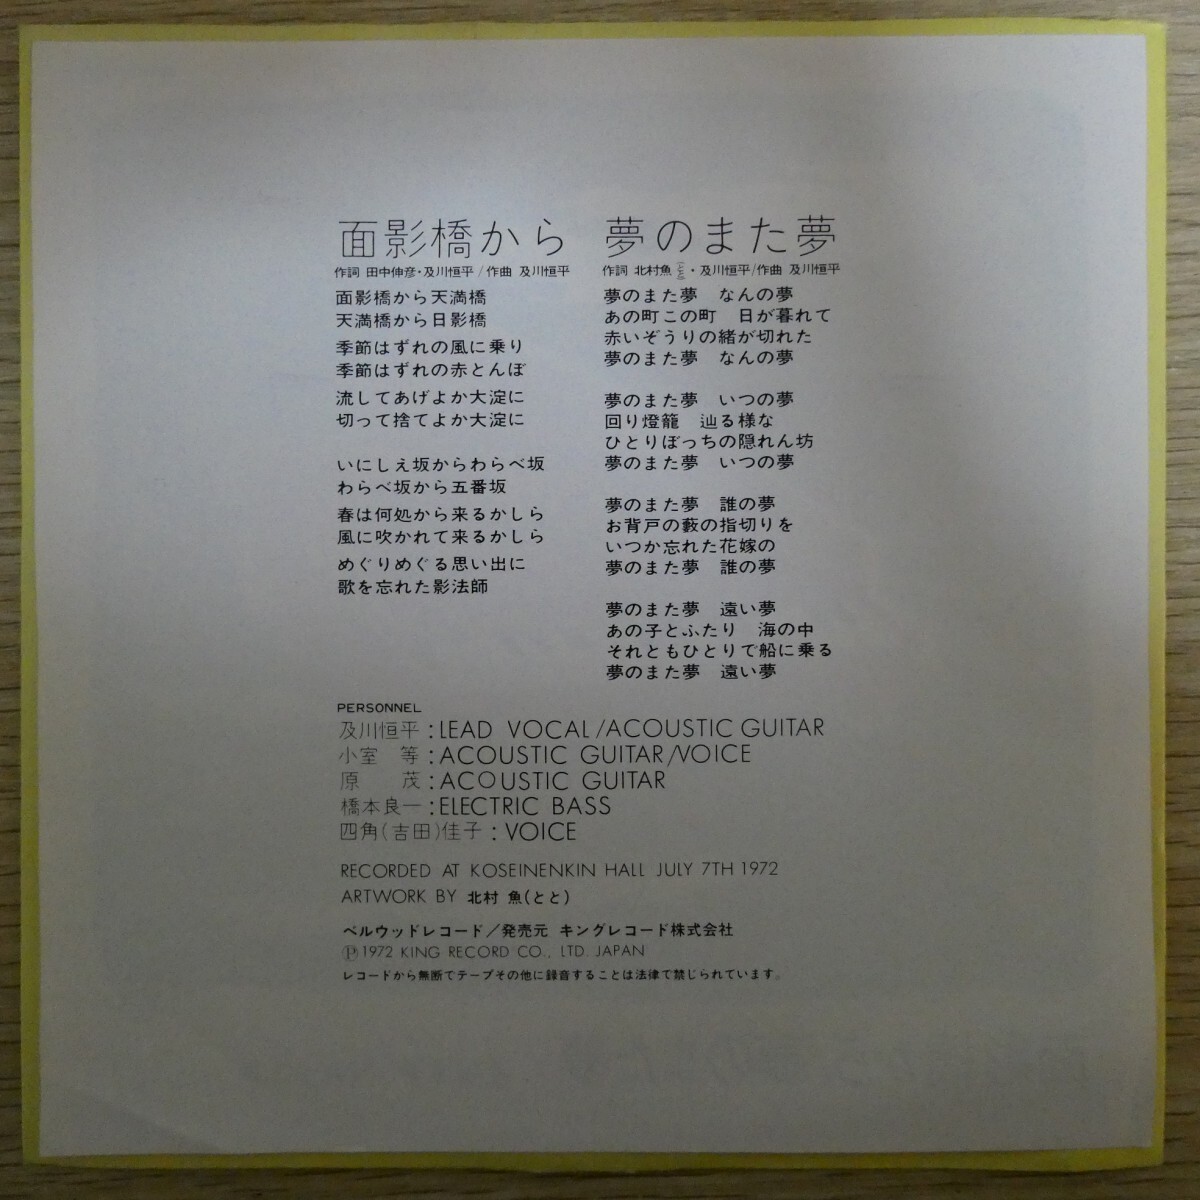 面影橋から
作詞 田中伸彦・及川恒平/作曲 及川恒平
面影橋から天満橋
天満橋から日影橋
季節はずれの風に乗り
季節はずれの赤とんぼ
流してあげよか大淀に
切って捨てよか大淀に
いにしえ坂からわらべ坂
わらべ坂から五番坂
春は何処から来るかしら
風に吹かれて来るかしら
めぐりめぐる思い出に
歌を忘れた影法師
夢のまた夢
作詞 北村魚(とと)・及川恒平/作曲 及川恒平
夢のまた夢 なんの夢
あの町この町 日が暮れて
赤いぞうりの緒が切れた
夢のまた夢 なんの夢
夢のまた夢 いつの夢
回り燈籠 辿る様な
ひとりぼっちの隠れん坊
夢のまた夢 いつの夢
夢のまた夢 誰の夢
お背戸の藪の指切りを
いつか忘れた花嫁の
夢のまた夢 誰の夢
夢のまた夢 遠い夢
あの子とふたり 海の中
それともひとりで船に乗る
夢のまた夢 遠い夢
PERSONNEL
及川恒平:LEAD VOCAL/ACOUSTIC GUITAR
小室 等:ACOUSTIC GUITAR/VOICE
原 茂:ACOUSTIC GUITAR
橋本良一:ELECTRIC BASS
四角(吉田)佳子:VOICE
RECORDED AT KOSEINENKIN HALL JULY 7TH 1972
ARTWORK BY 北村 魚(とと)
ベルウッドレコード/発売元 キングレコード株式会社
Ⓟ1972 KING RECORD CO., LTD. JAPAN
レコードから無断でテープその他に録音することは法律で禁じられています。